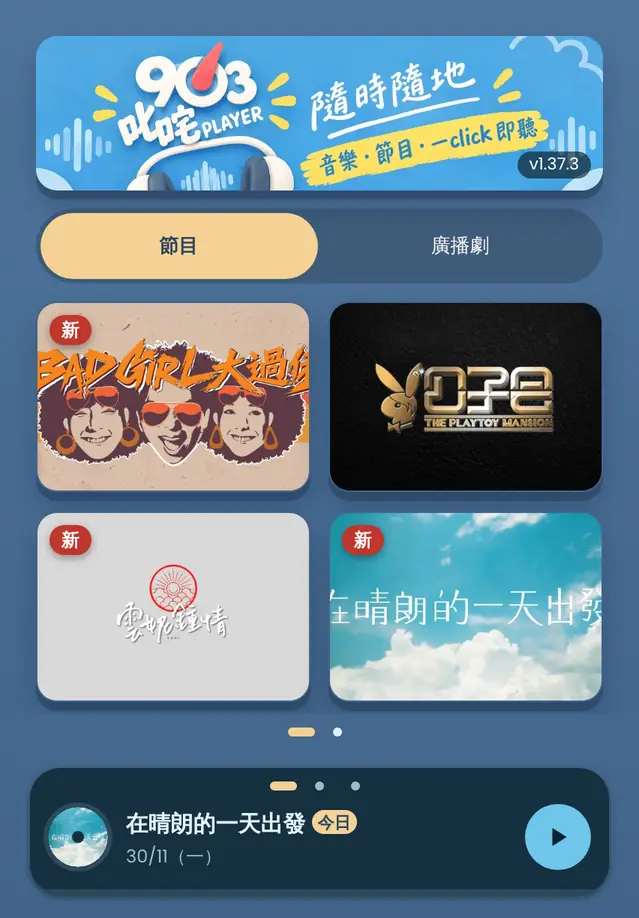 903
叱咤PLAYER
隨時隨地
音樂·節目·一click即聽
v1.37.3
節目
廣播劇
新
BAD GIRL大過
THE PLAYTOY MANSION
新
雲妮鍾情
新
在晴朗的一天出發
在晴朗的一天出發
今日
30/11（一）